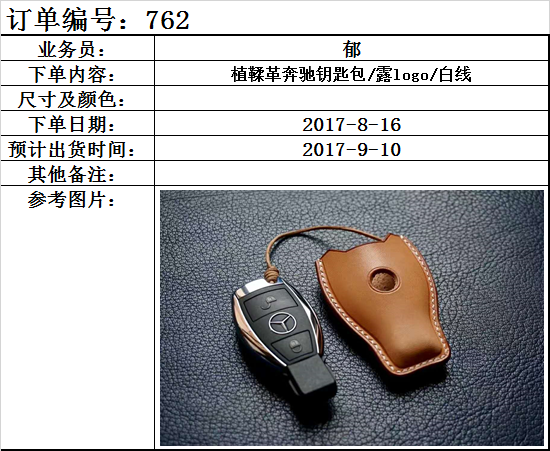 订单编号：762
业务员：郁
下单内容：植鞣革奔驰钥匙包/露logo/白线
尺寸及颜色：
下单日期：2017-8-16
预计出货时间：2017-9-10
其他备注：
参考图片：